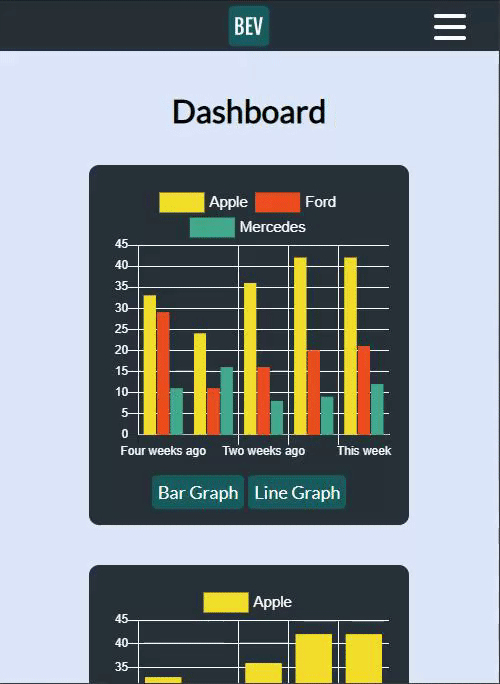 BEV
Dashboard
Apple Ford
Mercedes
45
40
35
30
25
20
15
10
5
0
Four weeks ago Two weeks ago This week
Bar Graph Line Graph
Apple
45
40
35